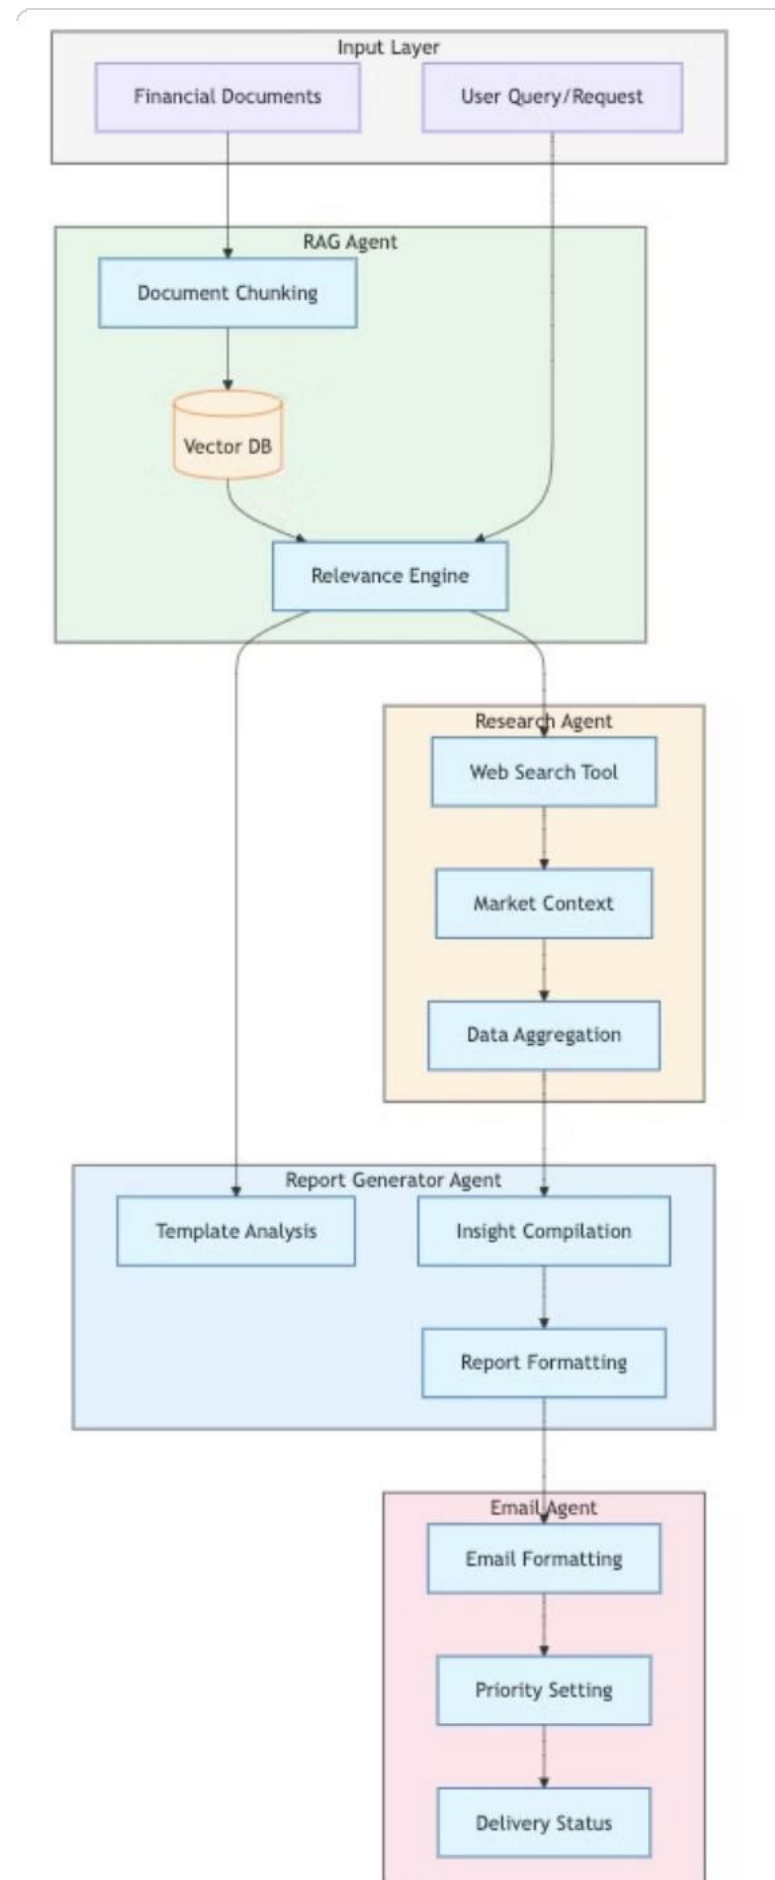 Input Layer
Financial Documents
User Query/Request
RAG Agent
Document Chunking
Vector DB
Relevance Engine
Research Agent
Web Search Tool
Market Context
Data Aggregation
Report Generator Agent
Template Analysis
Insight Compilation
Report Formatting
Email Agent
Email Formatting
Priority Setting
Delivery Status